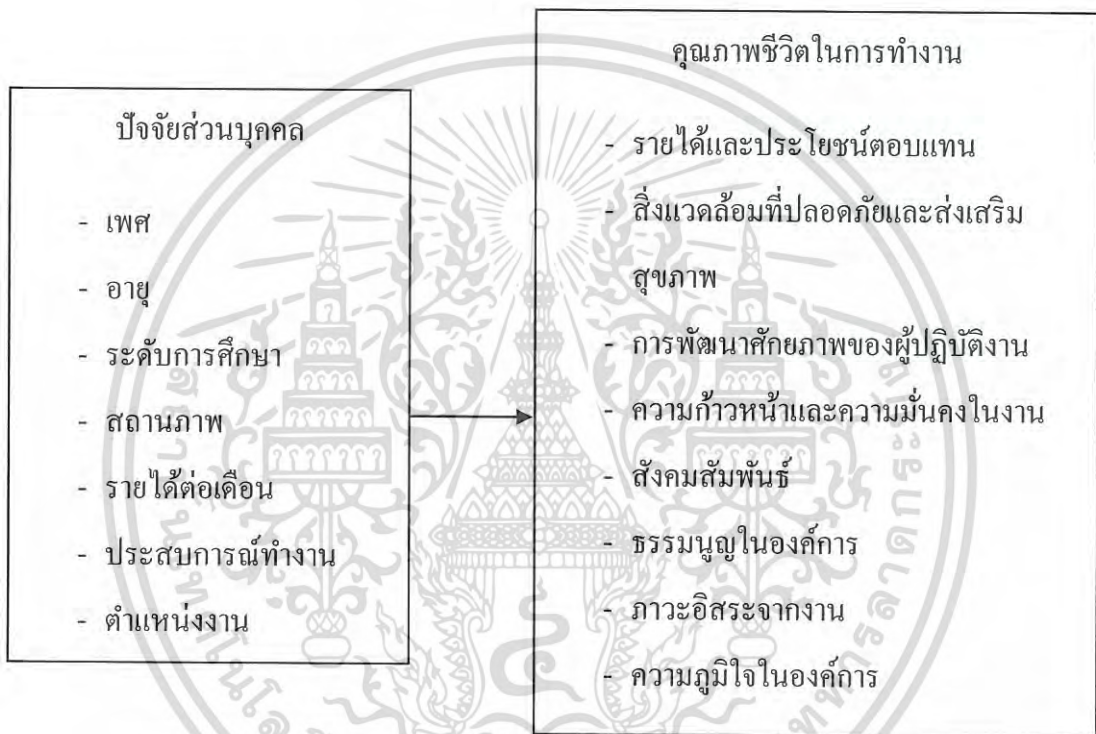 ปัจจัยส่วนบุคคล
- เพศ
- อายุ
- ระดับการศึกษา
- สถานภาพ
- รายได้ต่อเดือน
- ประสบการณ์ทำงาน
- ตำแหน่งงาน
คุณภาพชีวิตในการทำงาน
- รายได้และประโยชน์ตอบแทน
- สิ่งแวดล้อมที่ปลอดภัยและส่งเสริม
สุขภาพ
- การพัฒนาศักยภาพของผู้ปฏิบัติงาน
- ความก้าวหน้าและความมั่นคงในงาน
- สังคมสัมพันธ์
- ธรรมนูญในองค์การ
- ภาวะอิสระจากงาน
- ความภูมิใจในองค์การ